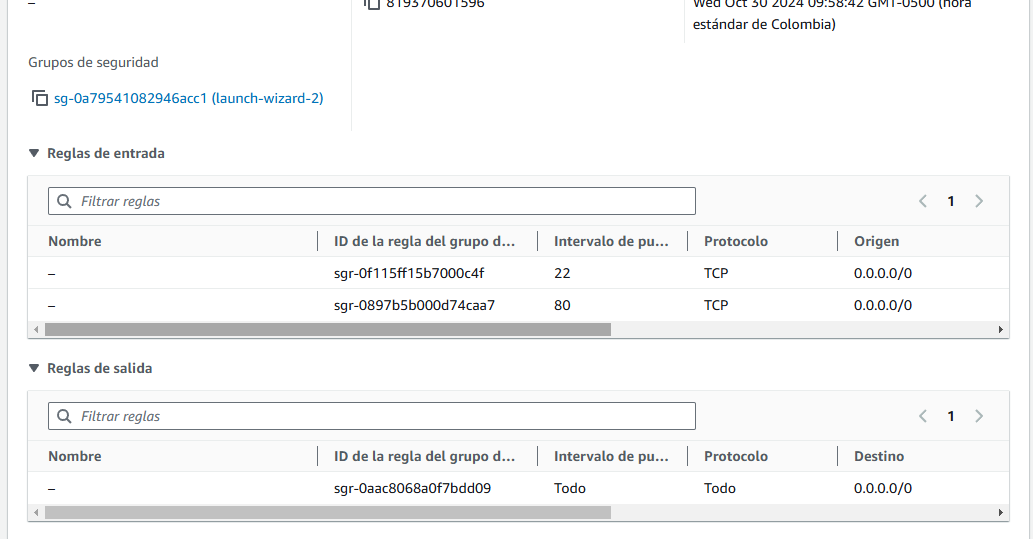 –
819370601596
Wed Oct 30 2024 09:58:42 GMT-0500 (hora
estándar de Colombia)
Grupos de seguridad
sg-0a79541082946acc1 (launch-wizard-2)
Reglas de entrada
Filtrar reglas
1
Nombre ID de la regla del grupo d... Intervalo de pu... Protocolo Origen
– sgr-0f115ff15b7000c4f 22 TCP 0.0.0.0/0
– sgr-0897b5b000d74caa7 80 TCP 0.0.0.0/0
Reglas de salida
Filtrar reglas
1
Nombre ID de la regla del grupo d... Intervalo de pu... Protocolo Destino
– sgr-0aac8068a0f7bdd09 Todo Todo 0.0.0.0/0